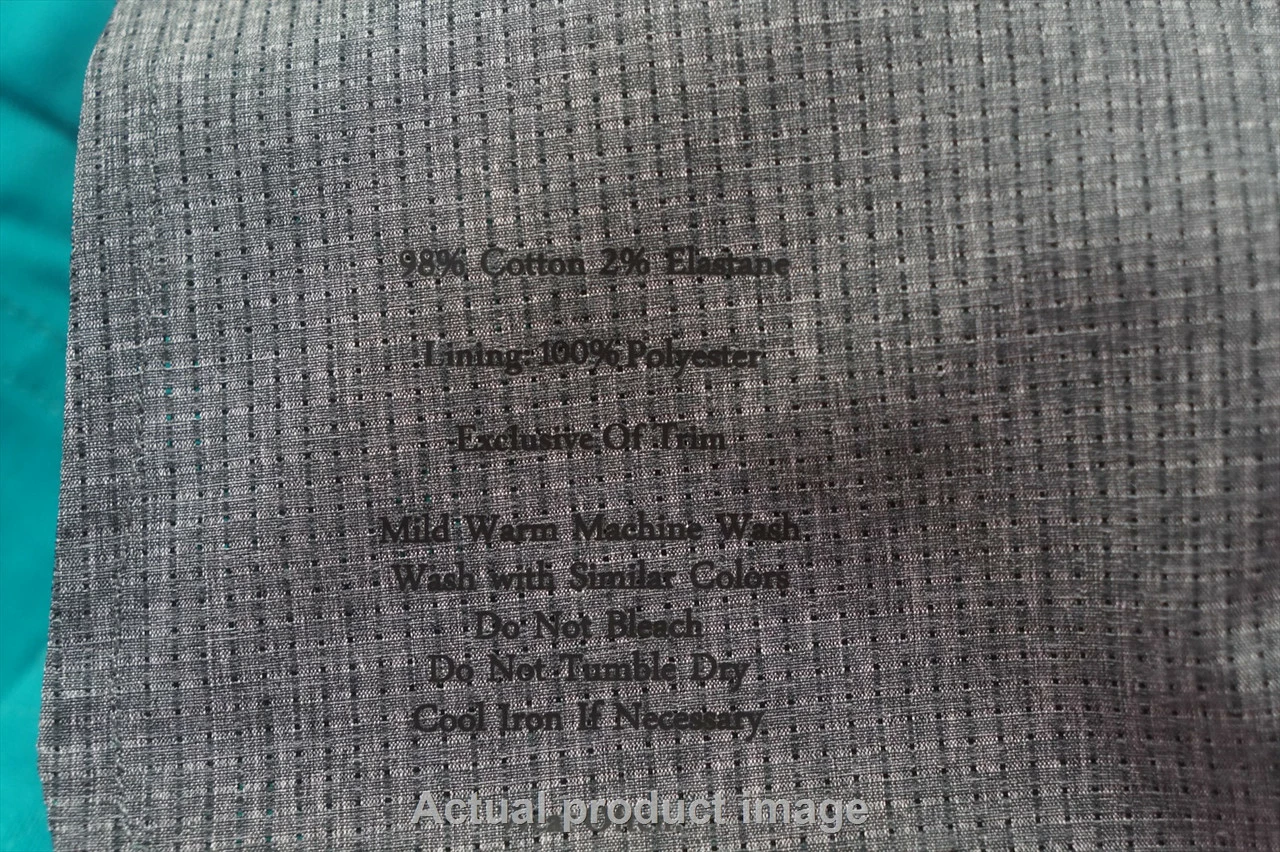 98% Cotton 2% Elastane
Lining: 100% Polyester
Exclusive Of Trim
Mild Warm Machine Wash
Wash with Similar Colors
Do Not Bleach
Do Not Tumble Dry
Cool Iron If Necessary
Actual product image